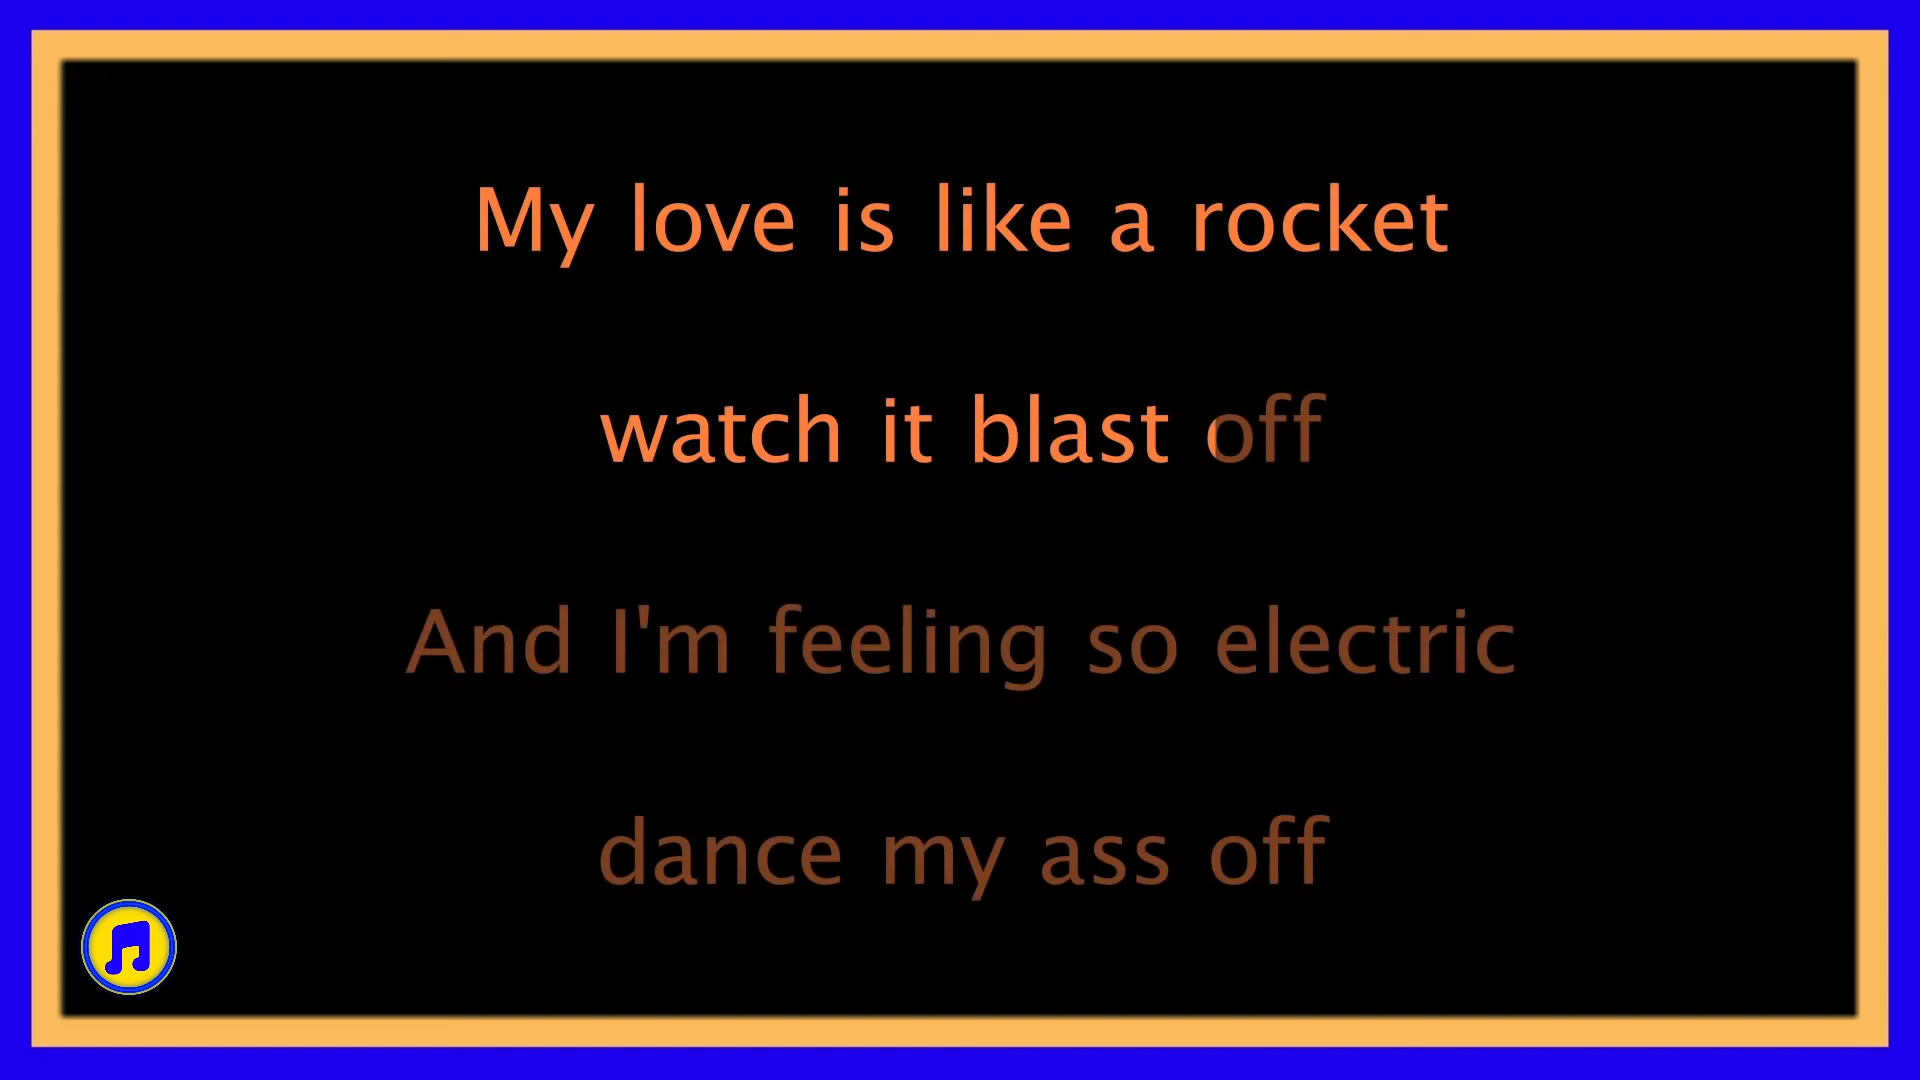 My love is like a rocket
watch it blast off
And I'm feeling so electric
dance my ass off